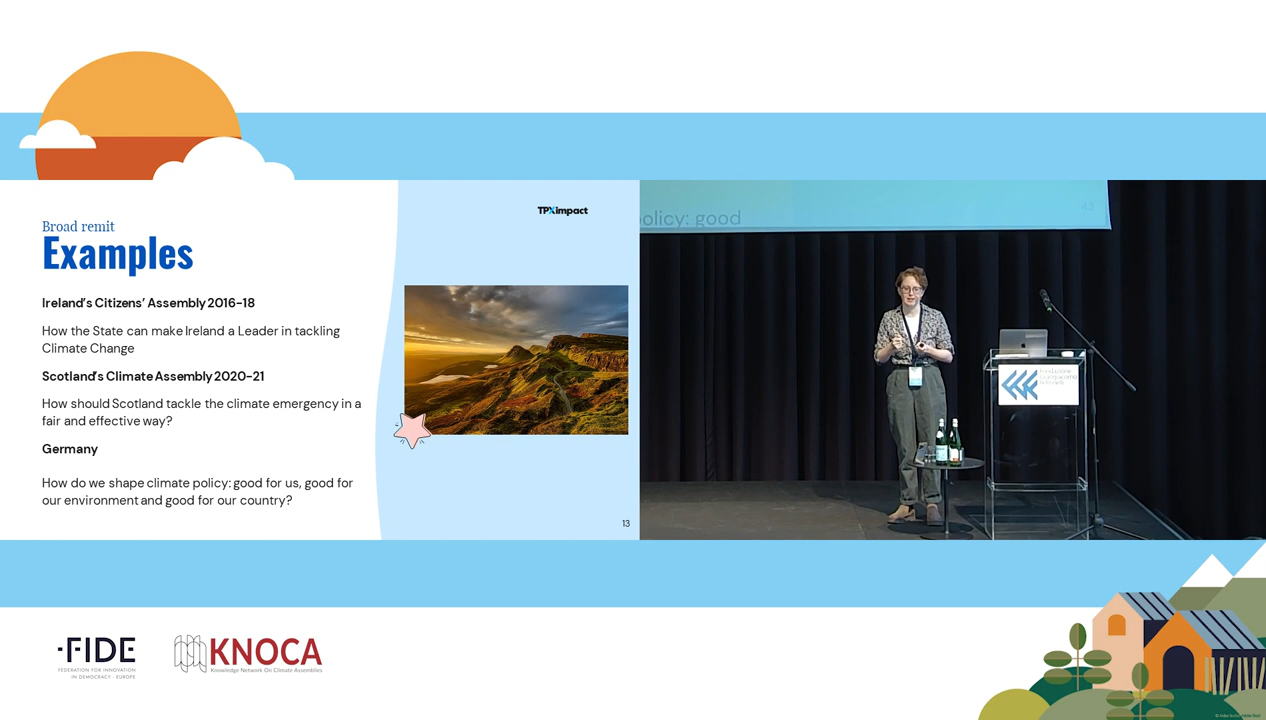 TPXimpact
Broad remit
Examples
Ireland's Citizens' Assembly 2016-18
How the State can make Ireland a Leader in tackling
Climate Change
Scotland's Climate Assembly 2020-21
How should Scotland tackle the climate emergency in a
fair and effective way?
Germany
How do we shape climate policy: good for us, good for
our environment and good for our country?
13
policy: good
FIDE
FEDERATION FOR INNOVATION
IN DEMOCRACY - EUROPE
KNOCA
Knowledge Network On Climate Assemblies